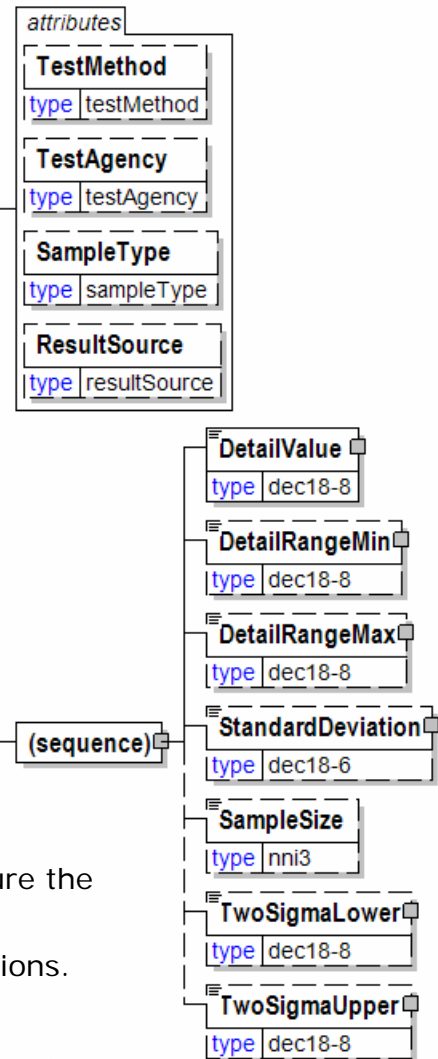 attributes
TestMethod
type testMethod
TestAgency
type testAgency
SampleType
type sampleType
ResultSource
type resultSource
DetailValue
type dec18-8
DetailRangeMin
type dec18-8
DetailRangeMax
type dec18-8
(sequence)
StandardDeviation
type dec18-6
SampleSize
type nni3
TwoSigmaLower
type dec18-8
TwoSigmaUpper
type dec18-8
ure the
ions.